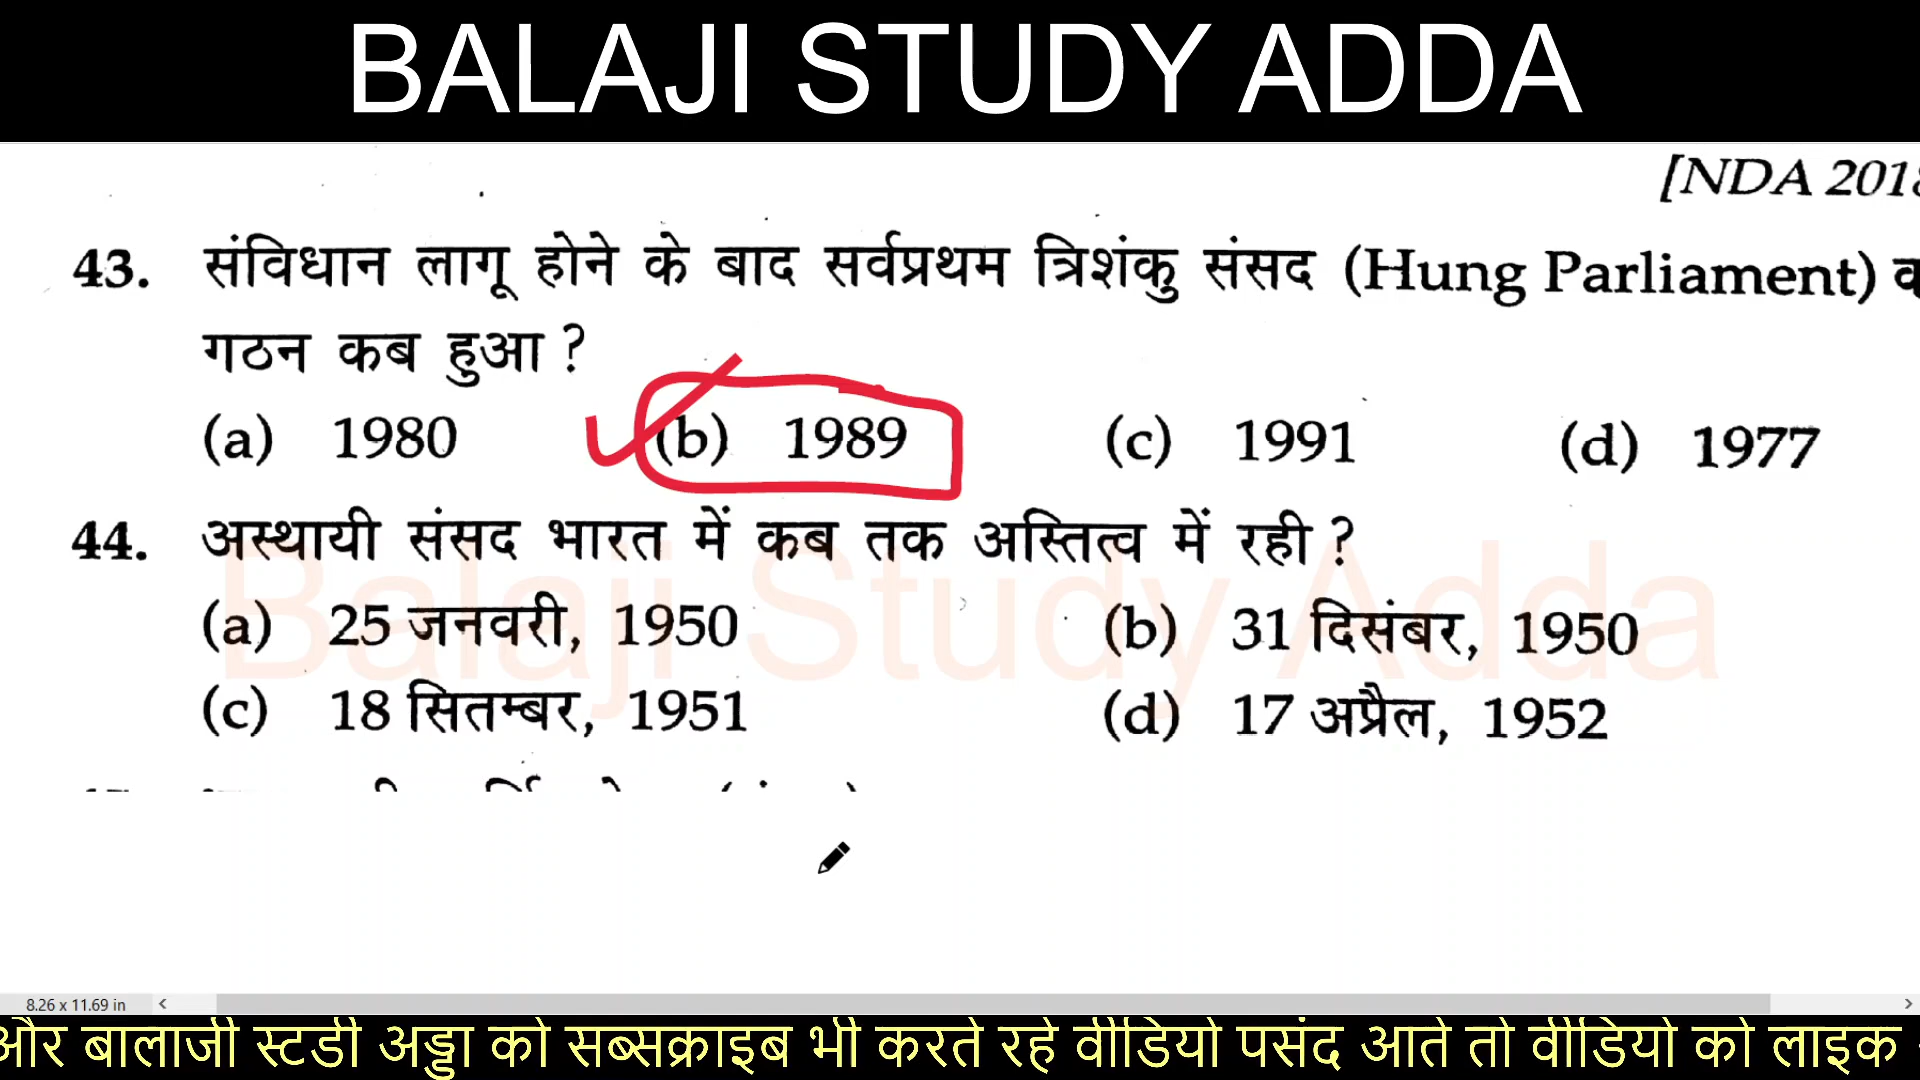 BALAJI STUDY ADDA
[NDA 2018
43. संविधान लागू होने के बाद सर्वप्रथम त्रिशंकु संसद (Hung Parliament) क
गठन कब हुआ ?
(a) 1980 (b) 1989 (c) 1991 (d) 1977
44. अस्थायी संसद भारत में कब तक अस्तित्व में रही ?
Balaji Study Adda
(a) 25 जनवरी, 1950 (b) 31 दिसंबर, 1950
(c) 18 सितम्बर, 1951 (d) 17 अप्रैल, 1952
8.26 x 11.69 in
और बालाजी स्टडी अड्डा को सब्सक्राइब भी करते रहे वीडियो पसंद आते तो वीडियो को लाइक